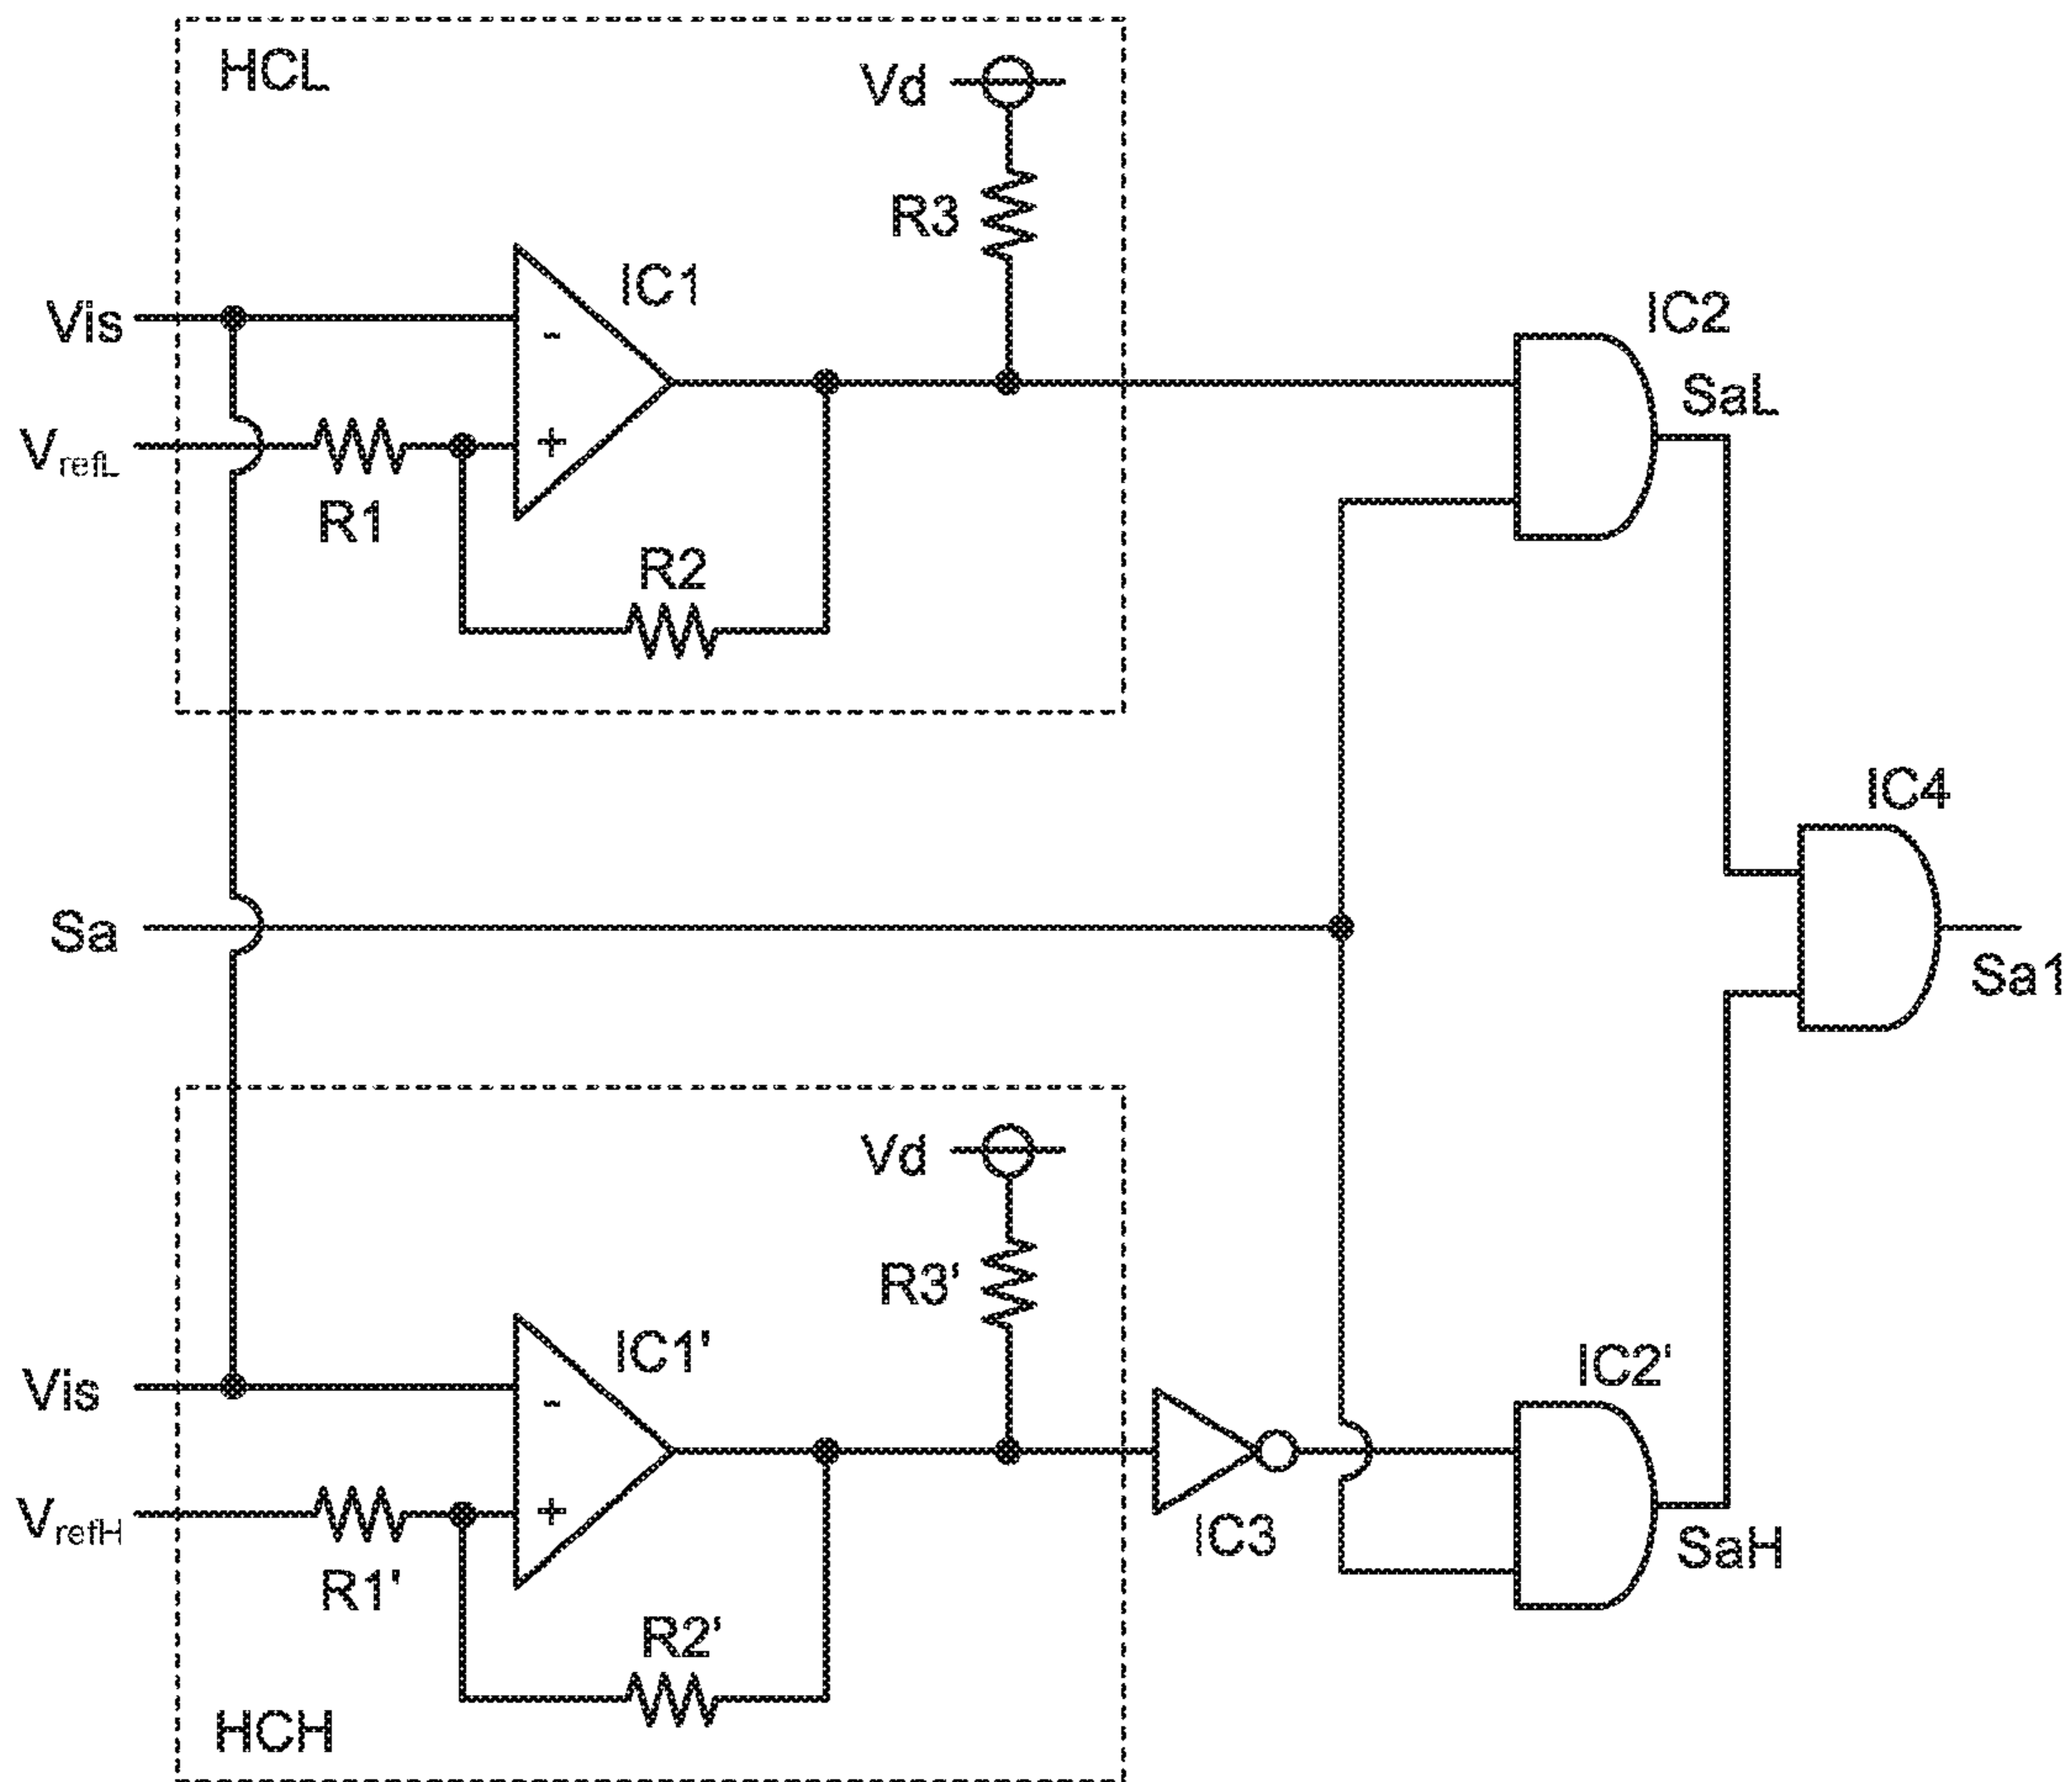 HCL
Vd
R3
IC1
Vis
-
IC2
SaL
VrefL
+
R1
R2
IC4
Sa
Sa1
Vd
R3'
IC1'
Vis
-
IC2'
VrefH
+
IC3
SaH
R1'
R2'
HCH